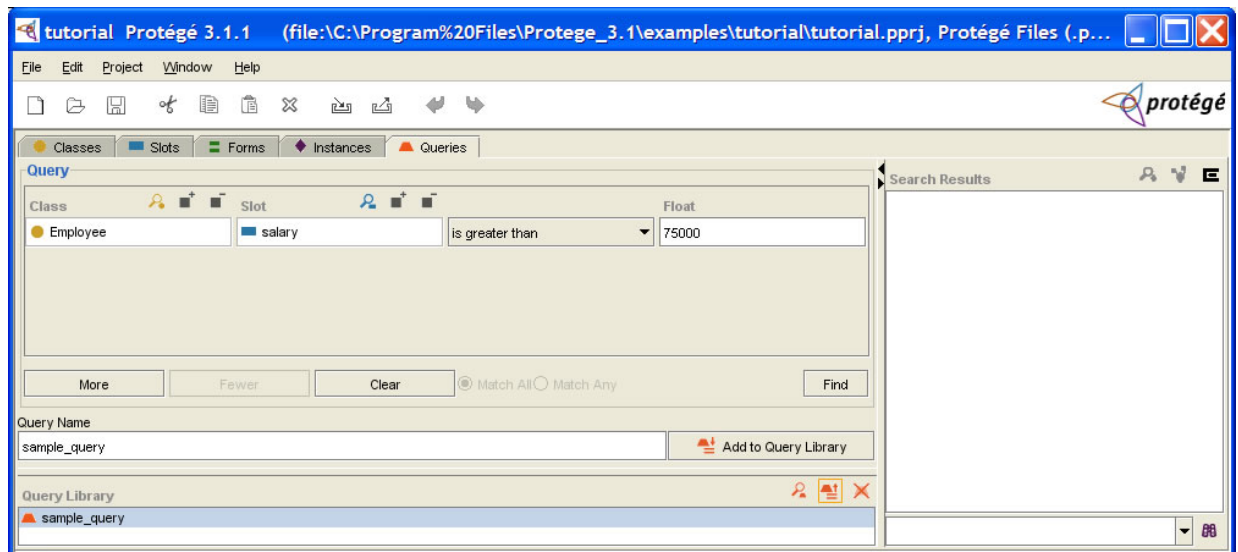 tutorial Protégé 3.1.1 (file:\C:\Program%20Files\Protege_3.1\examples\tutorial\tutorial.pprj, Protégé Files (.p...
File Edit Project Window Help
protégé
Classes Slots Forms Instances Queries
Query
Search Results
Class Slot Float
Employee salary is greater than 75000
More Fewer Clear Match All Match Any Find
Query Name
sample_query Add to Query Library
Query Library
sample_query